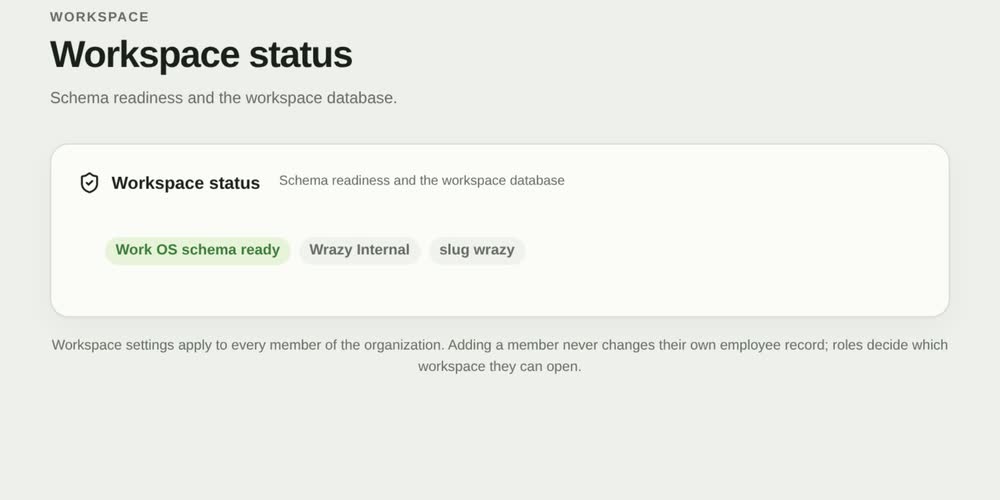 WORKSPACE
Workspace status
Schema readiness and the workspace database.
Workspace status
Schema readiness and the workspace database
Work OS schema ready
Wrazy Internal
slug wrazy
Workspace settings apply to every member of the organization. Adding a member never changes their own employee record; roles decide which
workspace they can open.